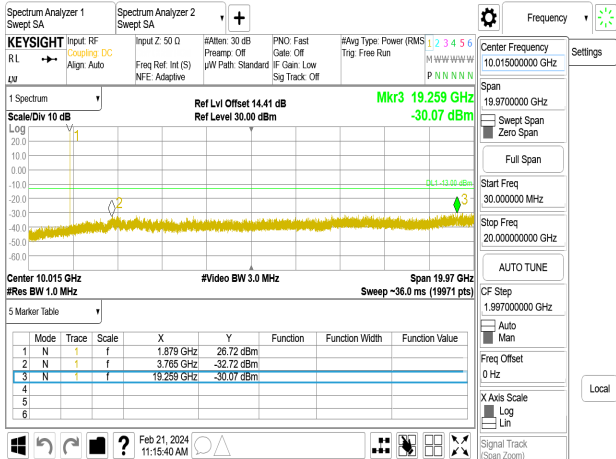 Spectrum Analyzer 1
Swept SA
Spectrum Analyzer 2
Swept SA
Frequency
KEYSIGHT
RL
LXI
Input: RF
Coupling: DC
Align: Auto
Input Z: 50 Ω
Freq Ref: Int (S)
NFE: Adaptive
#Atten: 30 dB
Preamp: Off
µW Path: Standard
PNO: Fast
Gate: Off
IF Gain: Low
Sig Track: Off
#Avg Type: Power (RMS
Trig: Free Run
1 2 3 4 5 6
M W W W W W
P N N N N N
1 Spectrum
Scale/Div 10 dB
Ref Lvl Offset 14.41 dB
Ref Level 30.00 dBm
Mkr3 19.259 GHz
-30.07 dBm
Log
20.0
10.0
0.00
-10.0
-20.0
-30.0
-40.0
-50.0
-60.0
1
2
3
DL1 -13.00 dBm
Center 10.015 GHz
#Res BW 1.0 MHz
#Video BW 3.0 MHz
Span 19.97 GHz
Sweep ~36.0 ms (19971 pts)
5 Marker Table
Mode Trace Scale X Y Function Function Width Function Value
1 N 1 f 1.879 GHz 26.72 dBm
2 N 1 f 3.765 GHz -32.72 dBm
3 N 1 f 19.259 GHz -30.07 dBm
4
5
6
Feb 21, 2024
11:15:40 AM
Center Frequency
10.015000000 GHz
Settings
Span
19.9700000 GHz
Swept Span
Zero Span
Full Span
Start Freq
30.000000 MHz
Stop Freq
20.000000000 GHz
AUTO TUNE
CF Step
1.997000000 GHz
Auto
Man
Freq Offset
0 Hz
Local
X Axis Scale
Log
Lin
Signal Track
(Span Zoom)